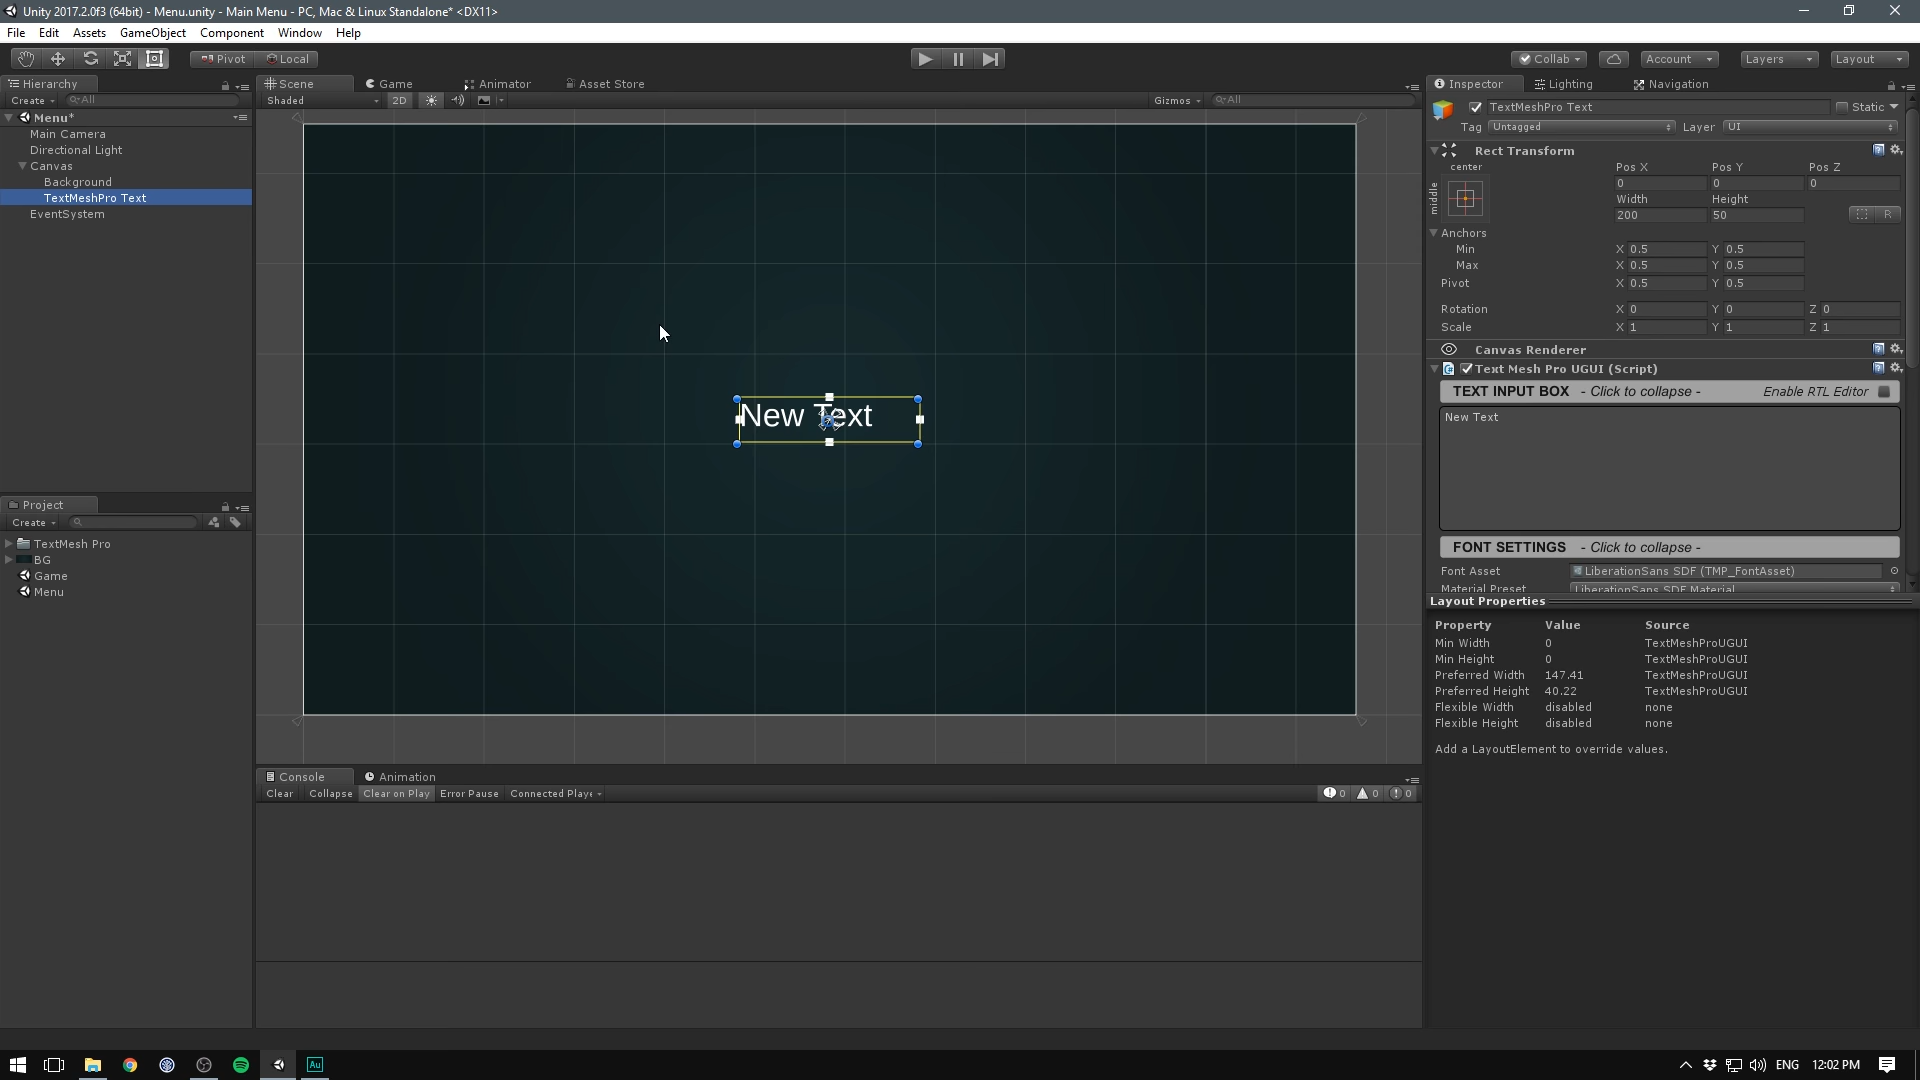 Unity 2017.2.0f3 (64bit) - Menu.unity - Main Menu - PC, Mac & Linux Standalone* <DX11>
File Edit Assets GameObject Component Window Help
Pivot Local Collab Account Layers Layout
Hierarchy
Create All
Menu*
Main Camera
Directional Light
Canvas
Background
TextMeshPro Text
EventSystem
Project
Create
TextMesh Pro
BG
Game
Menu
Scene Game Animator Asset Store
Shaded 2D Gizmos All
New Text
Console Animation
Clear Collapse Clear on Play Error Pause Connected Playe 0 0 0
Inspector Lighting Navigation
TextMeshPro Text Static
Tag Untagged Layer UI
Rect Transform
center
middle
Pos X Pos Y Pos Z
0 0 0
Width Height
200 50
R
Anchors
Min X 0.5 Y 0.5
Max X 0.5 Y 0.5
Pivot X 0.5 Y 0.5
Rotation X 0 Y 0 Z 0
Scale X 1 Y 1 Z 1
Canvas Renderer
Text Mesh Pro UGUI (Script)
TEXT INPUT BOX - Click to collapse - Enable RTL Editor
New Text
FONT SETTINGS - Click to collapse -
Font Asset LiberationSans SDF (TMP_FontAsset)
Material Preset LiberationSans SDF Material
Layout Properties
Property Value Source
Min Width 0 TextMeshProUGUI
Min Height 0 TextMeshProUGUI
Preferred Width 147.41 TextMeshProUGUI
Preferred Height 40.22 TextMeshProUGUI
Flexible Width disabled none
Flexible Height disabled none
Add a LayoutElement to override values.
Au
ENG 12:02 PM